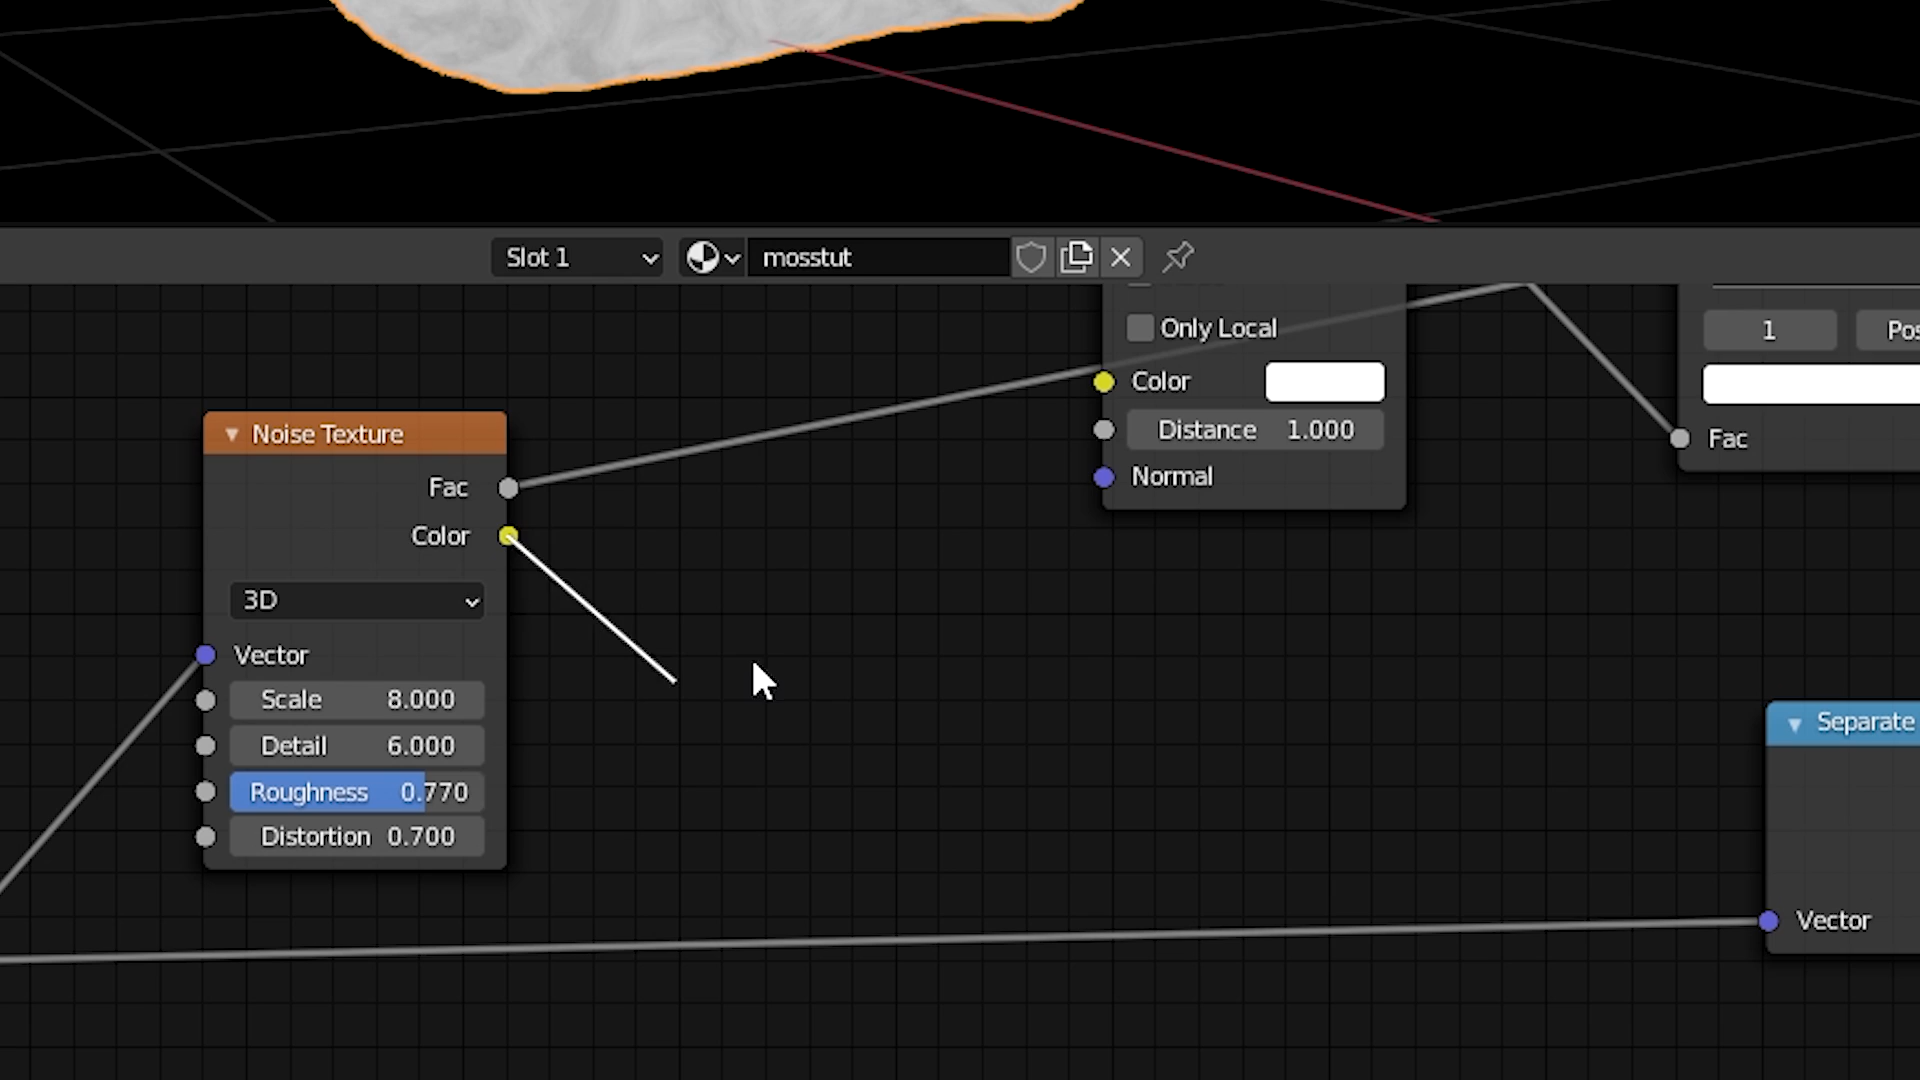 Slot 1
mosstut
Only Local
Color
Distance 1.000
Normal
1
Pos
Fac
Noise Texture
Fac
Color
3D
Vector
Scale 8.000
Detail 6.000
Roughness 0.770
Distortion 0.700
Separate
Vector